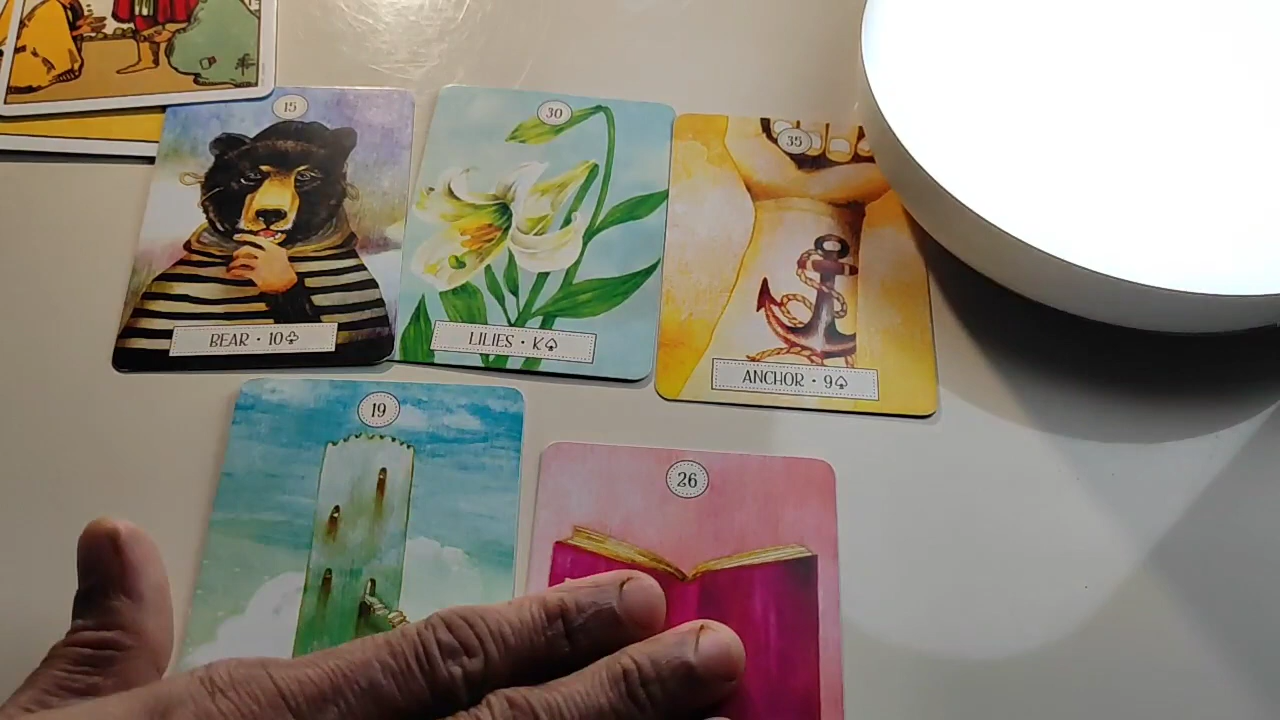 15
BEAR • 10♣
30
LILIES • K♠
35
ANCHOR • 9♠
19
26